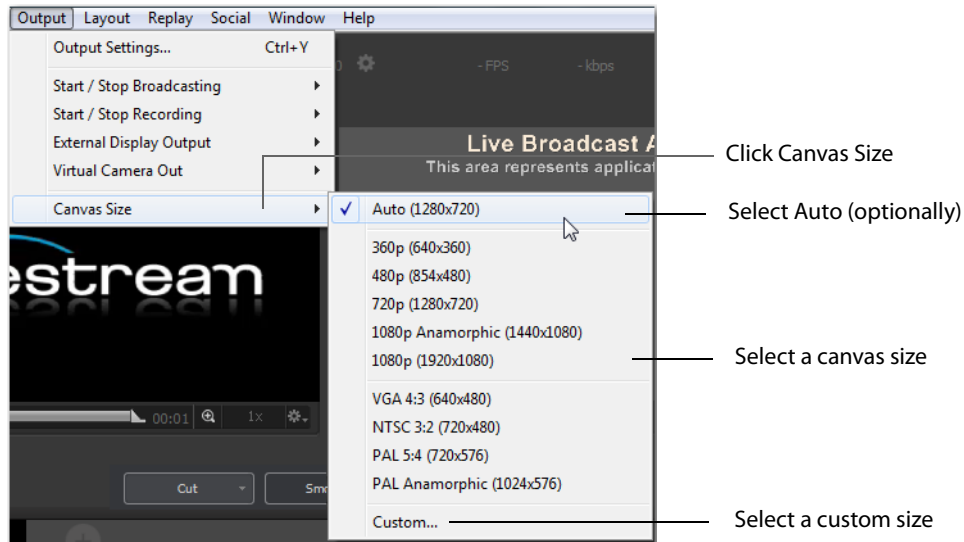 Output Layout Replay Social Window Help
Output Settings... Ctrl+Y
- FPS - kbps
Start / Stop Broadcasting
Start / Stop Recording
External Display Output
Live Broadcast
Virtual Camera Out
This area represents applicat
Click Canvas Size
Canvas Size
Auto (1280x720)
Select Auto (optionally)
360p (640x360)
480p (854x480)
estream
720p (1280x720)
1080p Anamorphic (1440x1080)
1080p (1920x1080)
Select a canvas size
VGA 4:3 (640x480)
00:01 1x
NTSC 3:2 (720x480)
PAL 5:4 (720x576)
PAL Anamorphic (1024x576)
Cut
Custom...
Select a custom size